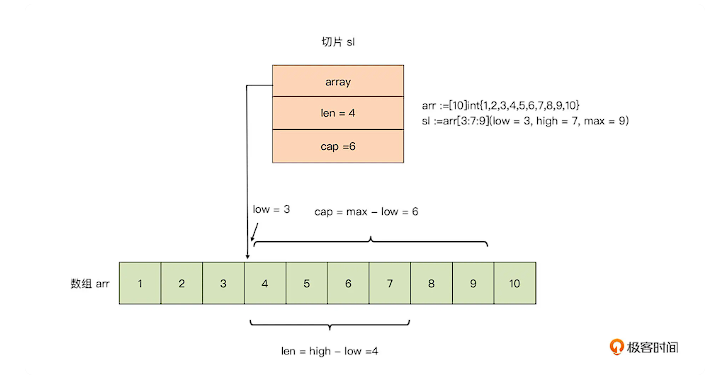 切片 sl
array
len = 4
cap =6
arr :=[10]int{1,2,3,4,5,6,7,8,9,10}
sl :=arr[3:7:9](low = 3, high = 7, max = 9)
low = 3
cap = max - low = 6
数组 arr
1 2 3 4 5 6 7 8 9 10
len = high - low =4
极客时间